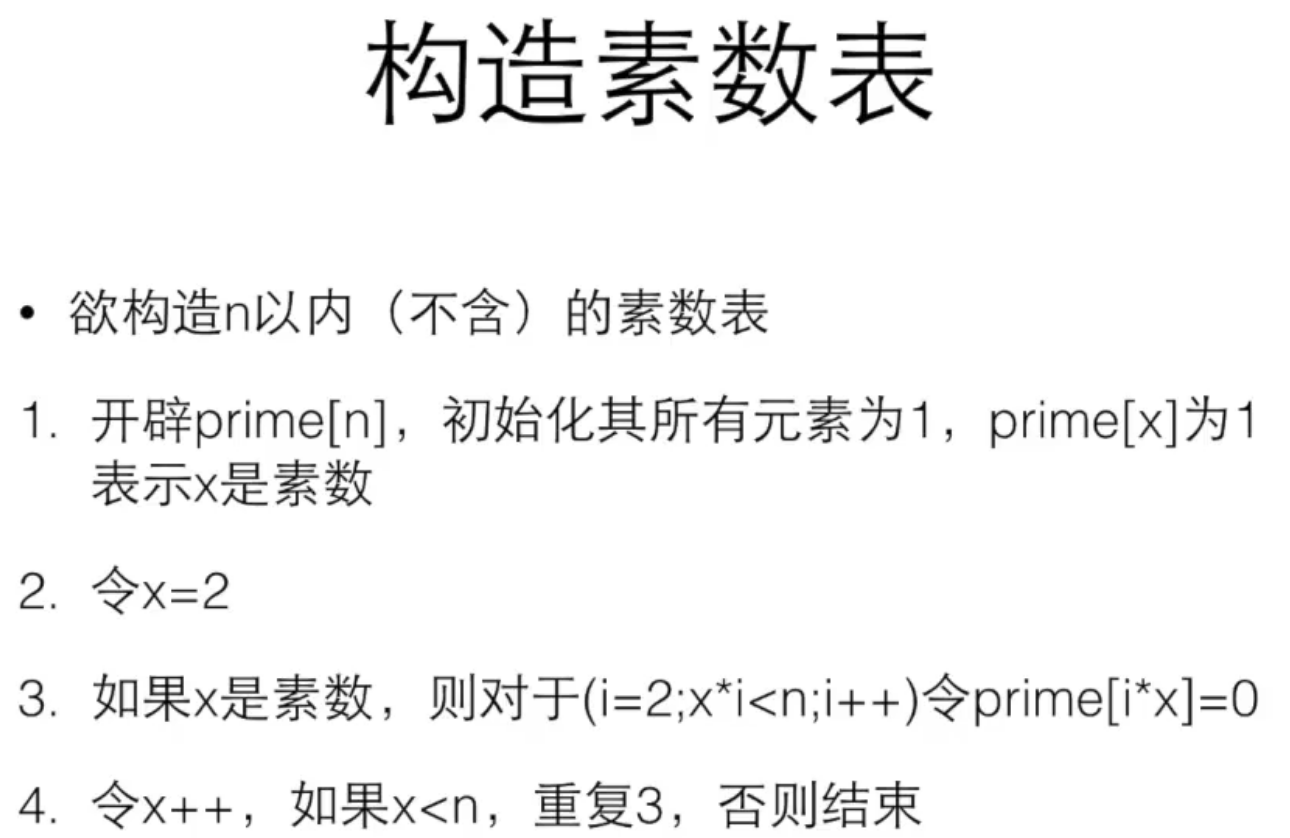 构造素数表
• 欲构造n以内（不含）的素数表
1. 开辟prime[n]，初始化其所有元素为1，prime[x]为1
表示x是素数
2. 令x=2
3. 如果x是素数，则对于(i=2;x*i<n;i++)令prime[i*x]=0
4. 令x++，如果x<n，重复3，否则结束